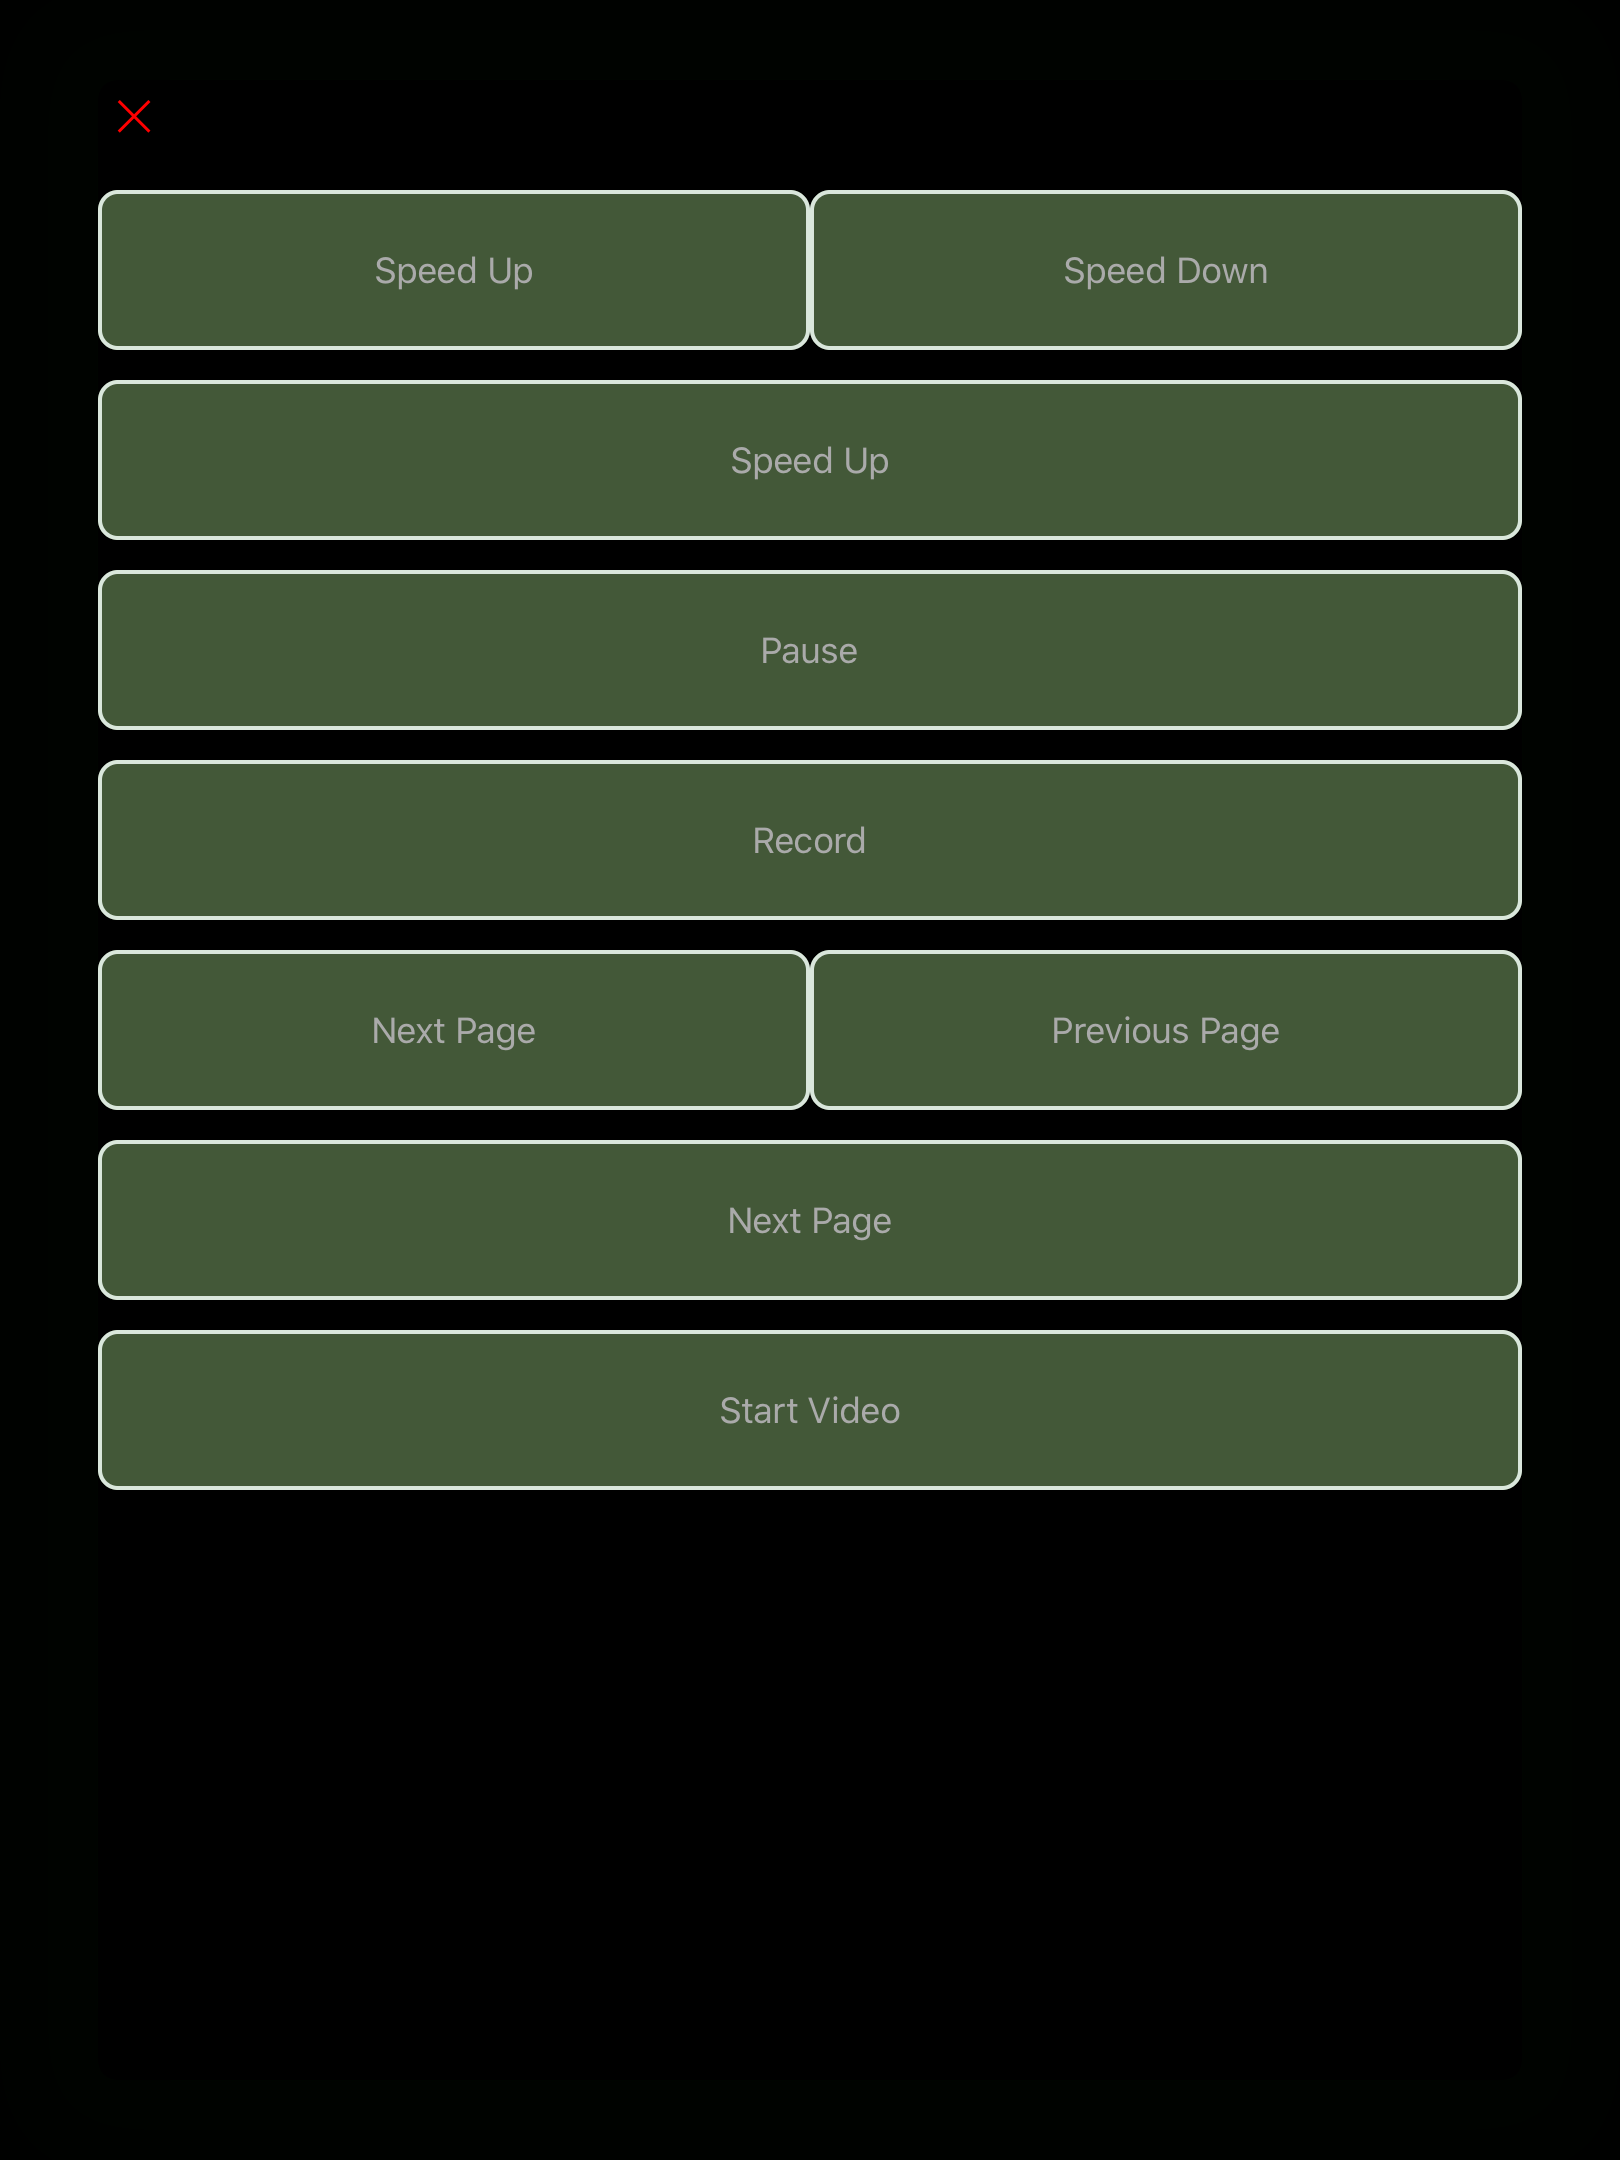 Speed Up
Speed Down
Speed Up
Pause
Record
Next Page
Previous Page
Next Page
Start Video